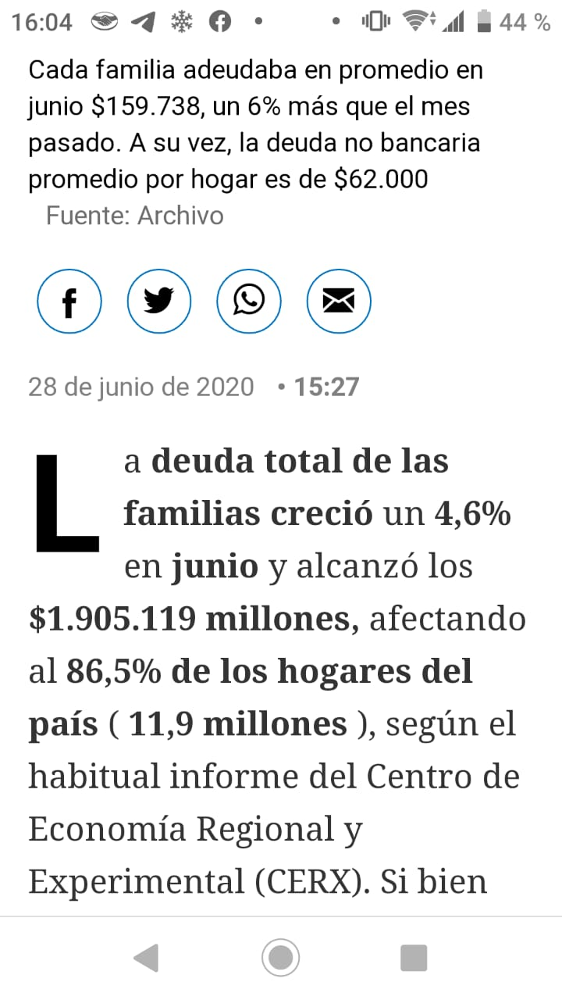 16:04
44 %
Cada familia adeudaba en promedio en
junio $159.738, un 6% más que el mes
pasado. A su vez, la deuda no bancaria
promedio por hogar es de $62.000
Fuente: Archivo
28 de junio de 2020 • 15:27
La deuda total de las
familias creció un 4,6%
en junio y alcanzó los
$1.905.119 millones, afectando
al 86,5% de los hogares del
país ( 11,9 millones ), según el
habitual informe del Centro de
Economía Regional y
Experimental (CERX). Si bien